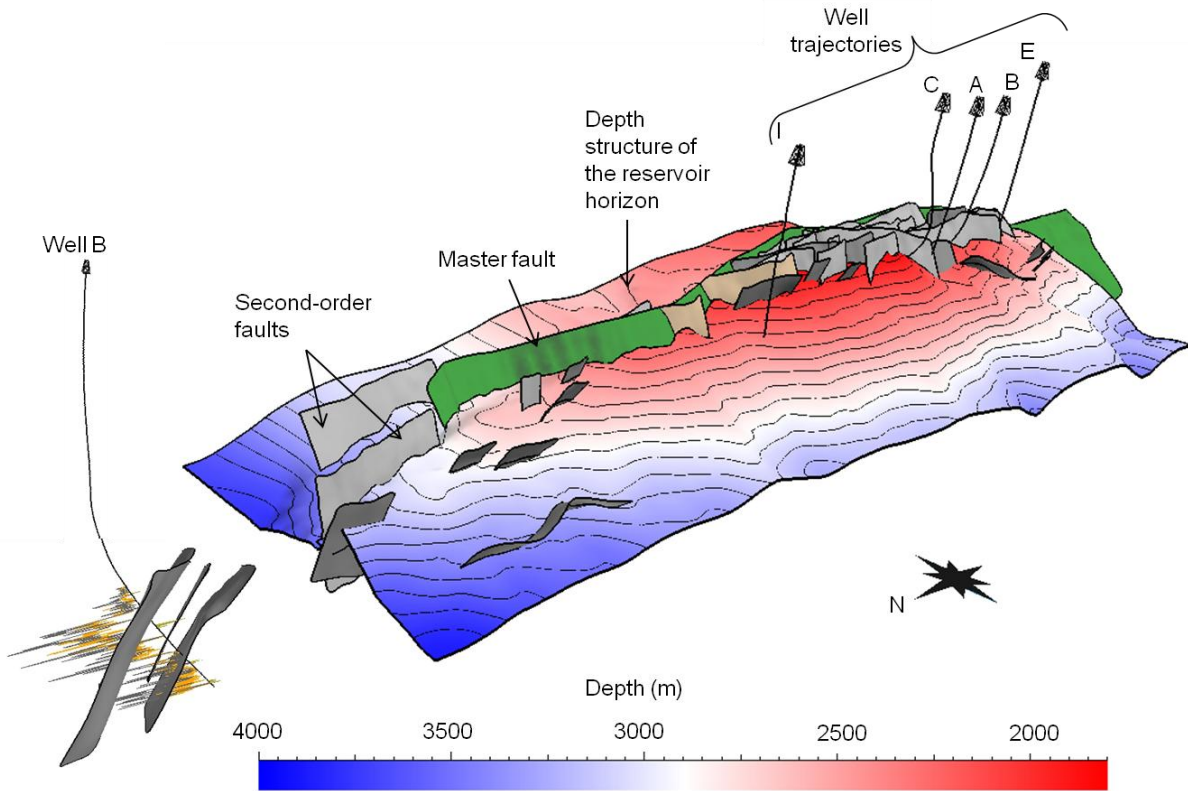 Well
trajectories
E
C
A
B
I
Depth
structure of
the reservoir
horizon
Well B
Master fault
Second-order
faults
N
Depth (m)
4000
3500
3000
2500
2000